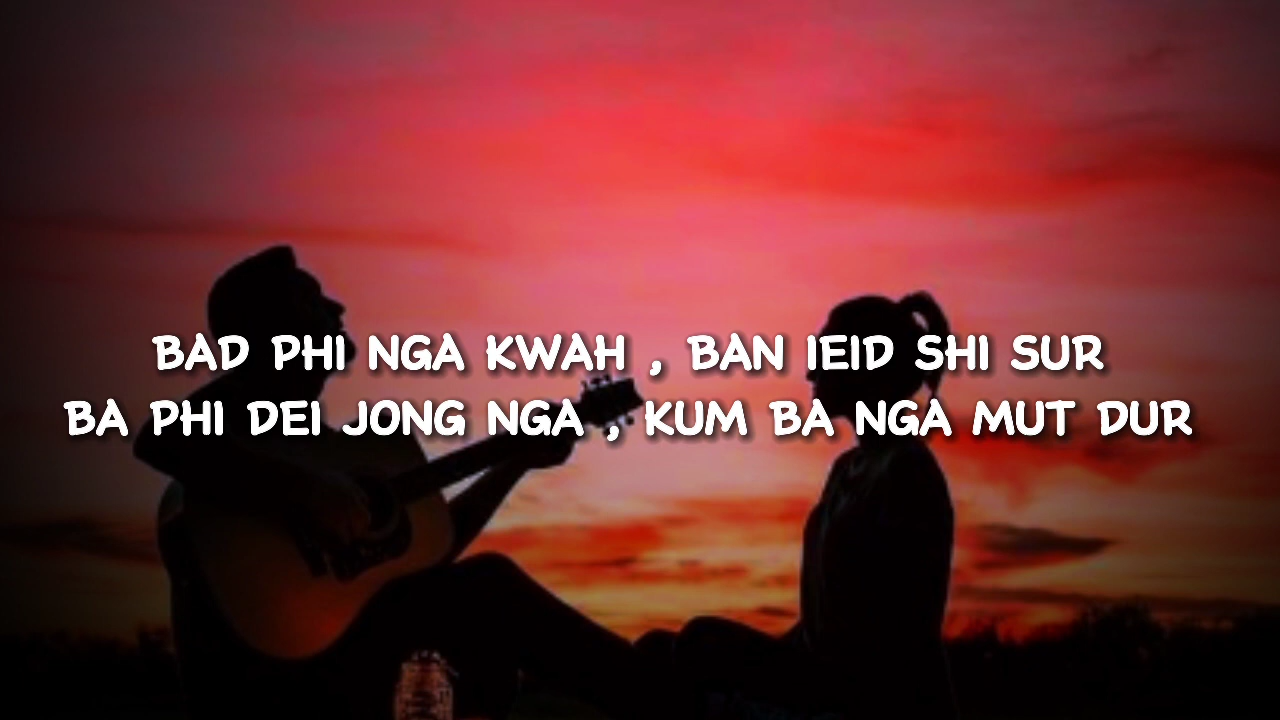 BAD PHI NGA KWAH , BAN IEID SHI SUR
BA PHI DEI JONG NGA , KUM BA NGA MUT DUR